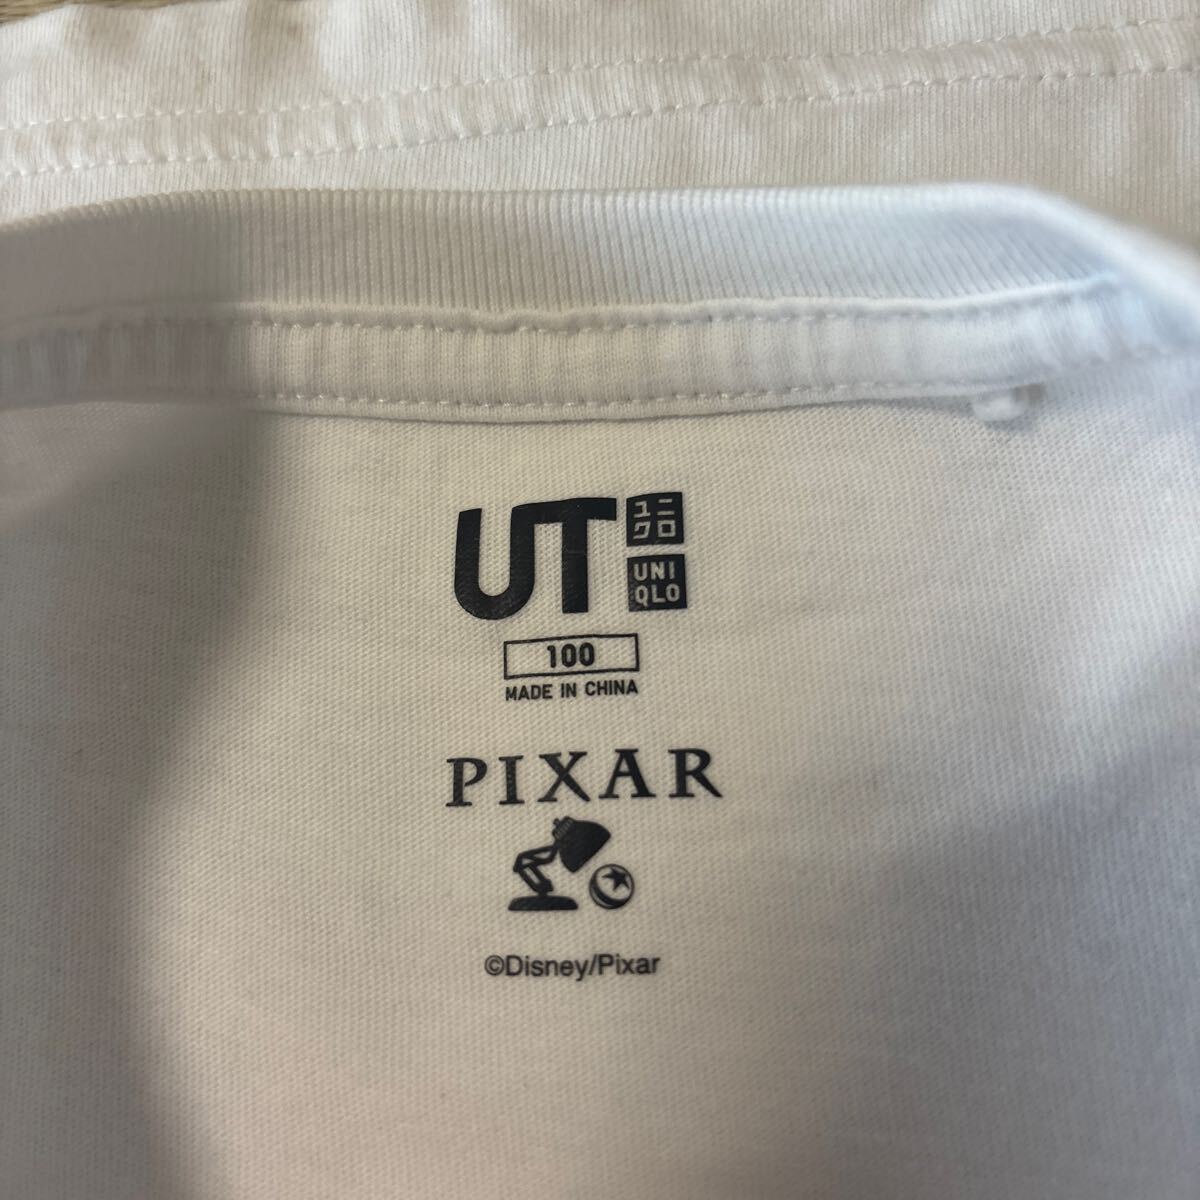 UT
ユニ
クロ
UNI
QLO
100
MADE IN CHINA
PIXAR
©Disney/Pixar